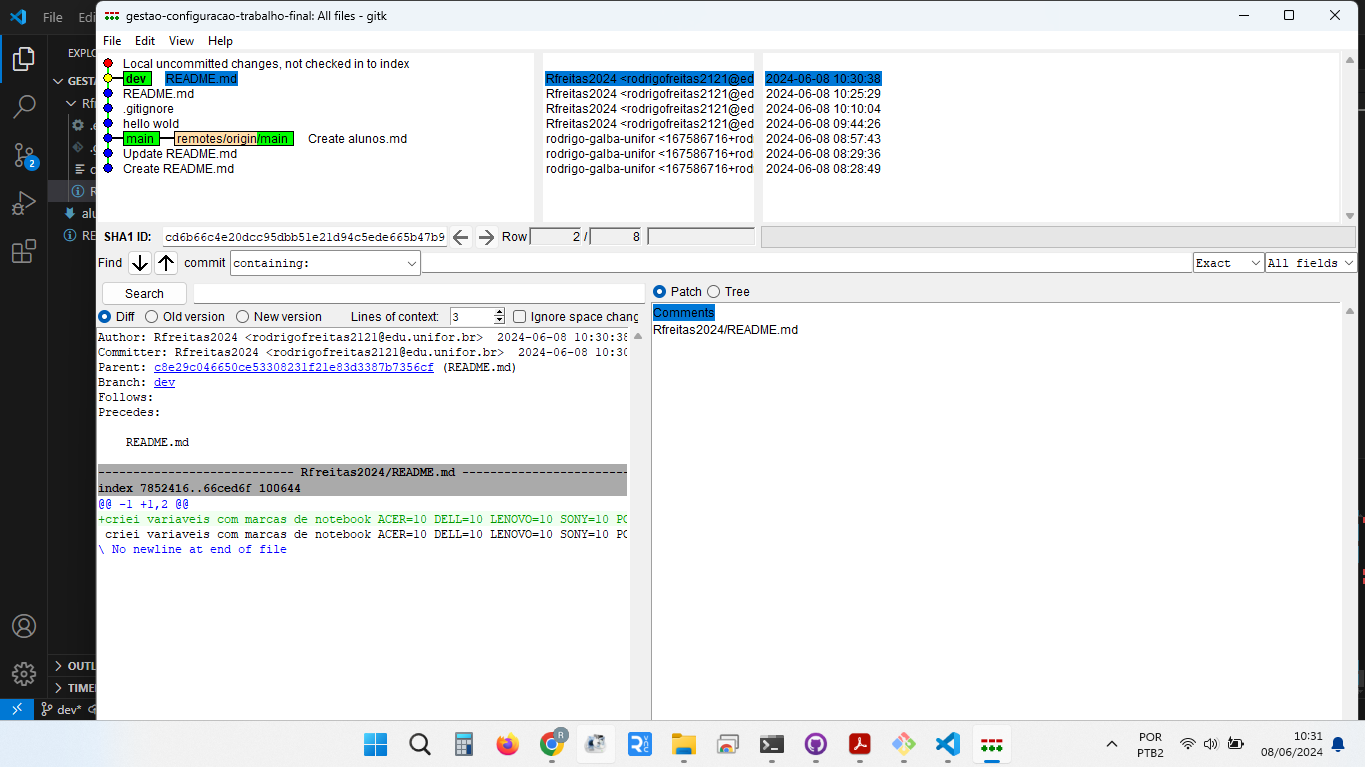 File Edi
gestao-configuracao-trabalho-final: All files - gitk
File Edit View Help
EXPLO
GESTA
Rf
Local uncommitted changes, not checked in to index
dev README.md Rfreitas2024 <rodrigofreitas2121@ed 2024-06-08 10:30:38
README.md Rfreitas2024 <rodrigofreitas2121@ed 2024-06-08 10:25:29
.gitignore Rfreitas2024 <rodrigofreitas2121@ed 2024-06-08 10:10:04
hello wold Rfreitas2024 <rodrigofreitas2121@ed 2024-06-08 09:44:26
main remotes/origin/main Create alunos.md rodrigo-galba-unifor <167586716+rod 2024-06-08 08:57:43
Update README.md rodrigo-galba-unifor <167586716+rod 2024-06-08 08:29:36
Create README.md rodrigo-galba-unifor <167586716+rod 2024-06-08 08:28:49
2
R
alu
RE
SHA1 ID: cd6b66c4e20dcc95dbb51e21d94c5ede665b47b9 Row 2 / 8
Find commit containing: Exact All fields
Search Patch Tree
Diff Old version New version Lines of context: 3 Ignore space chang
Comments
Rfreitas2024/README.md
Author: Rfreitas2024 <rodrigofreitas2121@edu.unifor.br> 2024-06-08 10:30:38
Committer: Rfreitas2024 <rodrigofreitas2121@edu.unifor.br> 2024-06-08 10:30
Parent: c8e29c046650ce53308231f21e83d3387b7356cf (README.md)
Branch: dev
Follows:
Precedes:
README.md
---------------------------- Rfreitas2024/README.md ------------------------
index 7852416..66ced6f 100644
@@ -1 +1,2 @@
+criei variaveis com marcas de notebook ACER=10 DELL=10 LENOVO=10 SONY=10 PO
criei variaveis com marcas de notebook ACER=10 DELL=10 LENOVO=10 SONY=10 PO
\ No newline at end of file
OUTL
TIME
dev*
R
POR
PTB2
10:31
08/06/2024